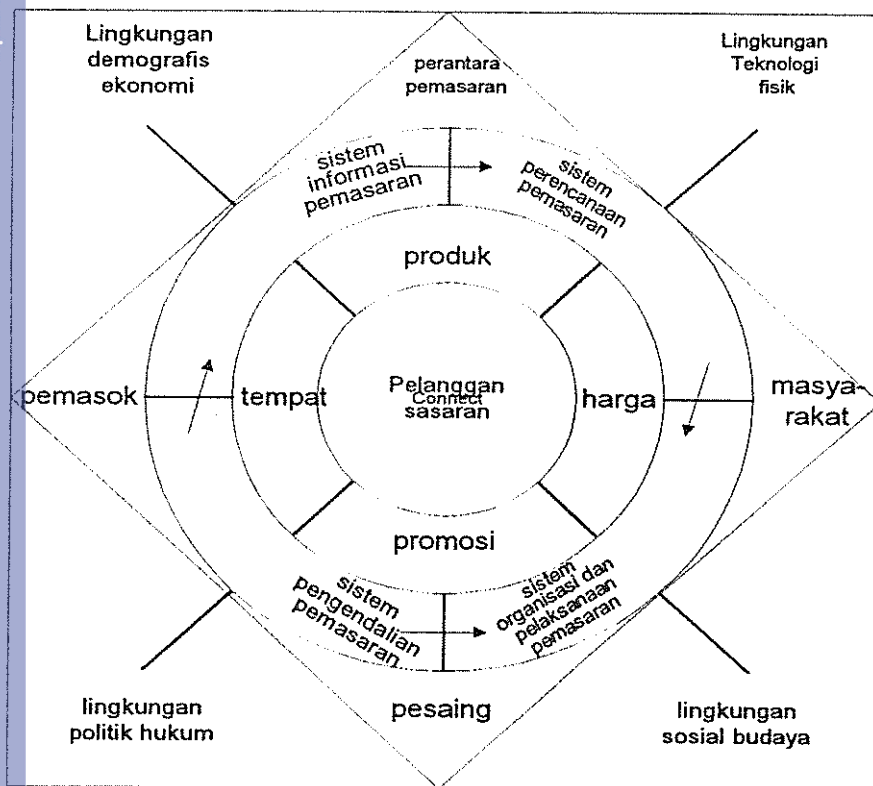 Lingkungan
demografis
ekonomi
perantara
pemasaran
Lingkungan
Teknologi
fisik
sistem
informasi
pemasaran
sistem
perencanaan
pemasaran
produk
pemasok
tempat
Pelanggan
Connect
sasaran
harga
masya-
rakat
promosi
sistem
pengendalian
pemasaran
sistem
organisasi dan
pelaksanaan
pemasaran
pesaing
lingkungan
politik hukum
lingkungan
sosial budaya